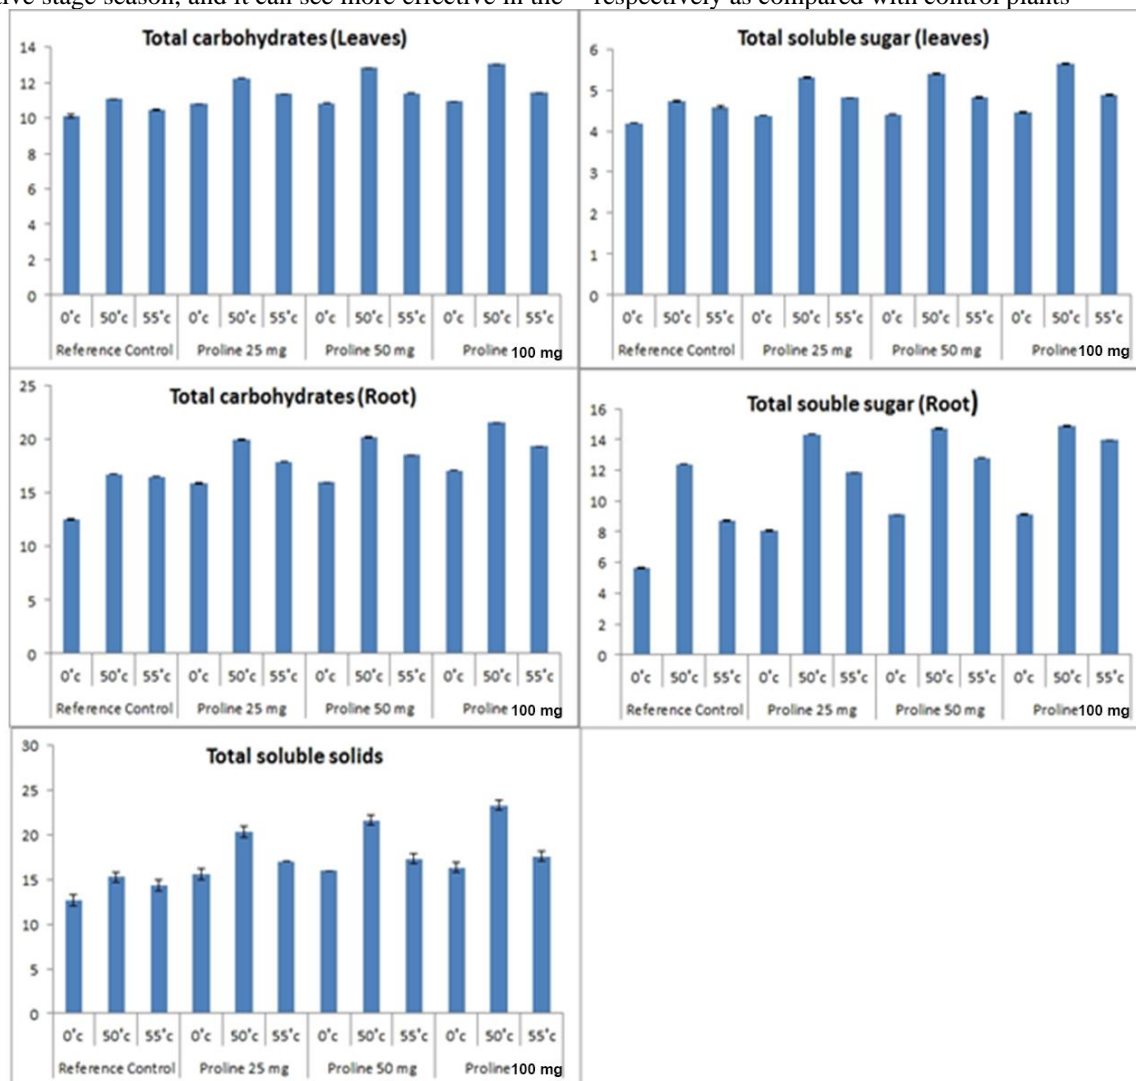 ive stage season, and it can see more effective in the
respectively as compared with control plants
Total carbohydrates (Leaves)
14
12
10
8
6
4
2
0
0˚c 50˚c 55˚c 0˚c 50˚c 55˚c 0˚c 50˚c 55˚c 0˚c 50˚c 55˚c
Reference Control Proline 25 mg Proline 50 mg Proline 100 mg
Total soluble sugar (leaves)
6
5
4
3
2
1
0
0˚c 50˚c 55˚c 0˚c 50˚c 55˚c 0˚c 50˚c 55˚c 0˚c 50˚c 55˚c
Reference Control Proline 25 mg Proline 50 mg Proline 100 mg
Total carbohydrates (Root)
25
20
15
10
5
0
0˚c 50˚c 55˚c 0˚c 50˚c 55˚c 0˚c 50˚c 55˚c 0˚c 50˚c 55˚c
Reference Control Proline 25 mg Proline 50 mg Proline 100 mg
Total souble sugar (Root)
16
14
12
10
8
6
4
2
0
0˚c 50˚c 55˚c 0˚c 50˚c 55˚c 0˚c 50˚c 55˚c 0˚c 50˚c 55˚c
Reference Control Proline 25 mg Proline 50 mg Proline 100 mg
Total soluble solids
30
25
20
15
10
5
0
0˚c 50˚c 55˚c 0˚c 50˚c 55˚c 0˚c 50˚c 55˚c 0˚c 50˚c 55˚c
Reference Control Proline 25 mg Proline 50 mg Proline 100 mg